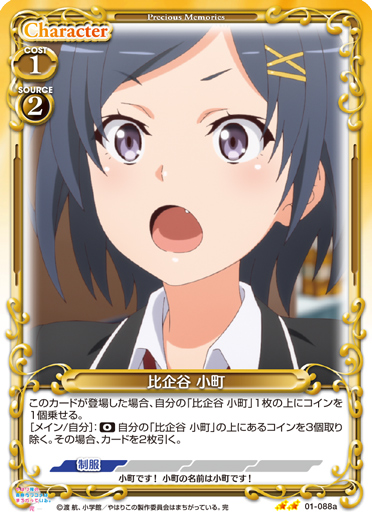 Precious Memories
Character
COST
1
SOURCE
2
比企谷 小町
このカードが登場した場合、自分の「比企谷 小町」1枚の上にコインを
1個乗せる。
[メイン/自分]:0自分の「比企谷 小町」の上にあるコインを3個取り
除く。その場合、カードを2枚引く。
制服
小町です! 小町の名前は小町です!
©渡 航、小学館／やはりこの製作委員会はまちがっている。完
01-088a